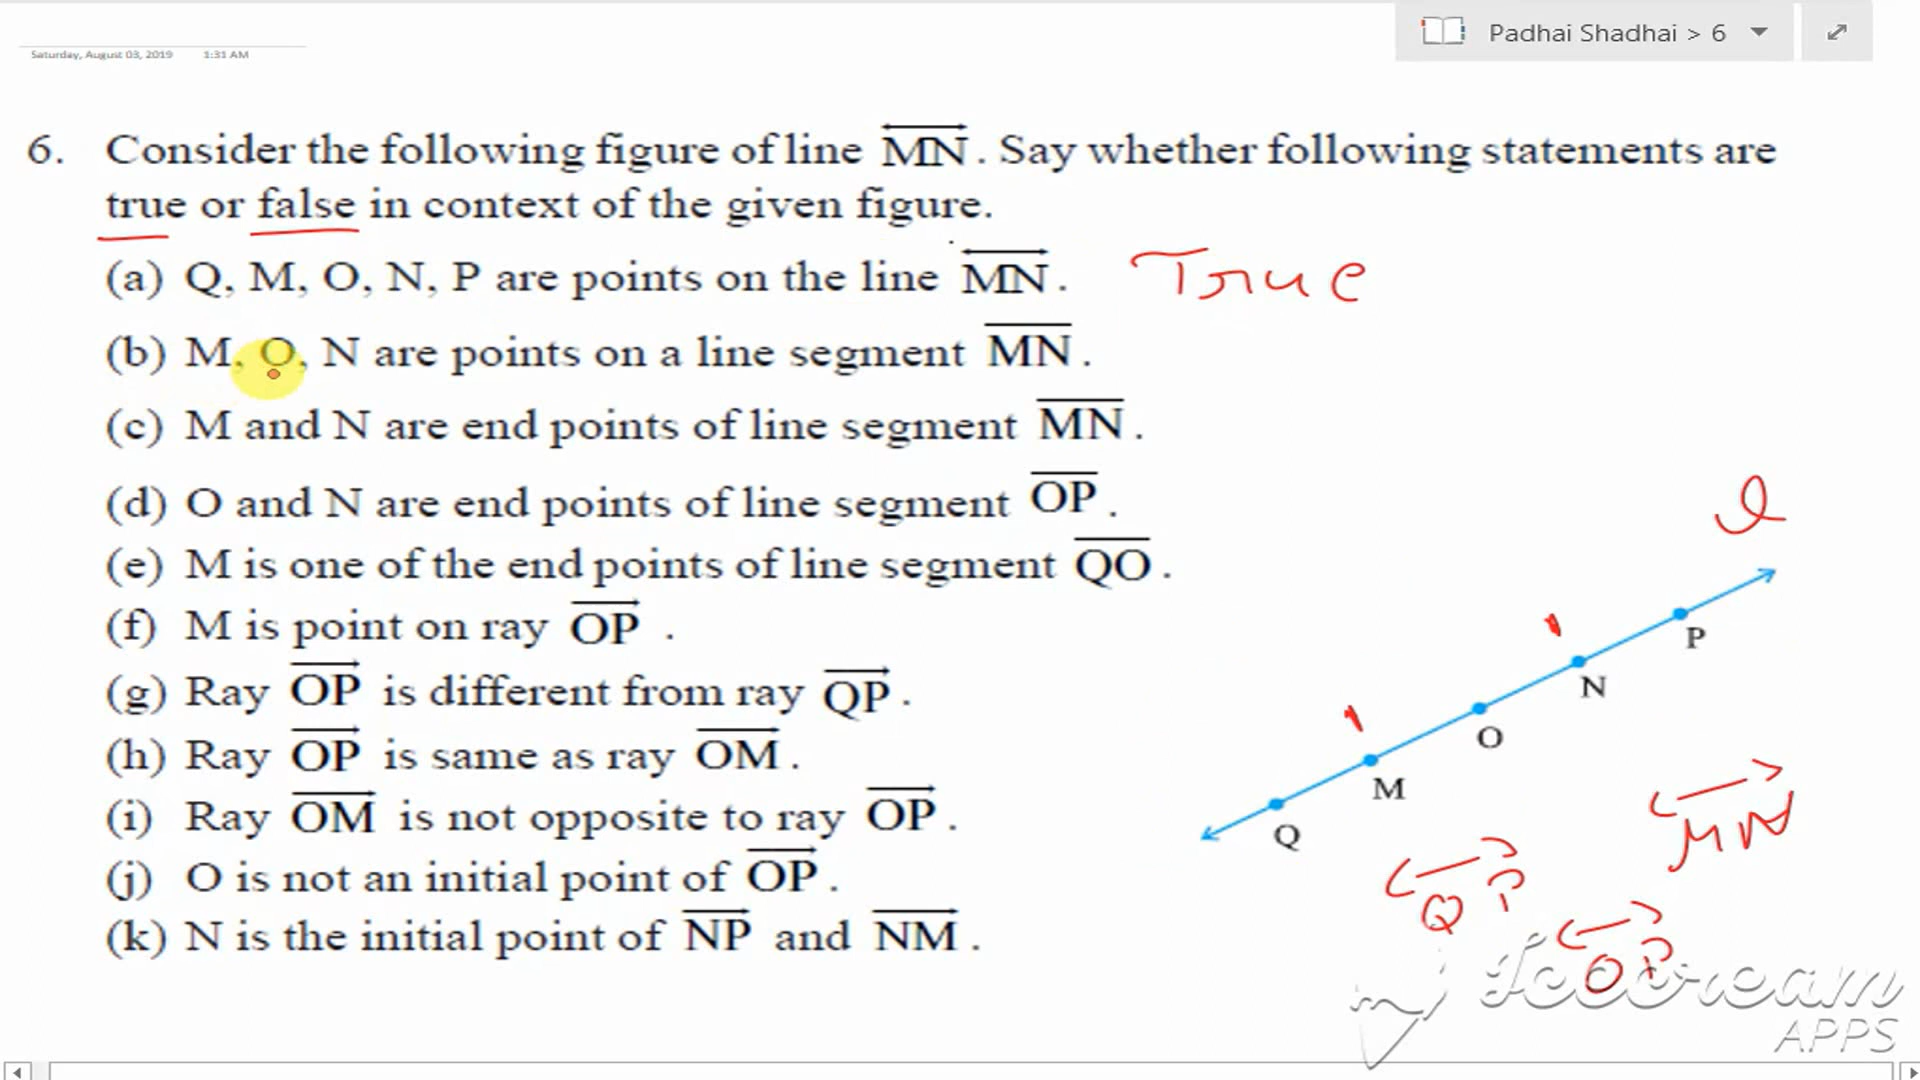 Saturday, August 03, 2019 1:31 AM
Padhai Shadhai > 6
6. Consider the following figure of line MN. Say whether following statements are
true or false in context of the given figure.
(a) Q, M, O, N, P are points on the line MN. True
(b) M, O, N are points on a line segment MN.
(c) M and N are end points of line segment MN.
(d) O and N are end points of line segment OP.
(e) M is one of the end points of line segment QO.
(f) M is point on ray OP .
(g) Ray OP is different from ray QP.
(h) Ray OP is same as ray OM.
(i) Ray OM is not opposite to ray OP.
(j) O is not an initial point of OP.
(k) N is the initial point of NP and NM.
l
P
N
O
M
Q
MN
QP
OP
Icecream
APPS